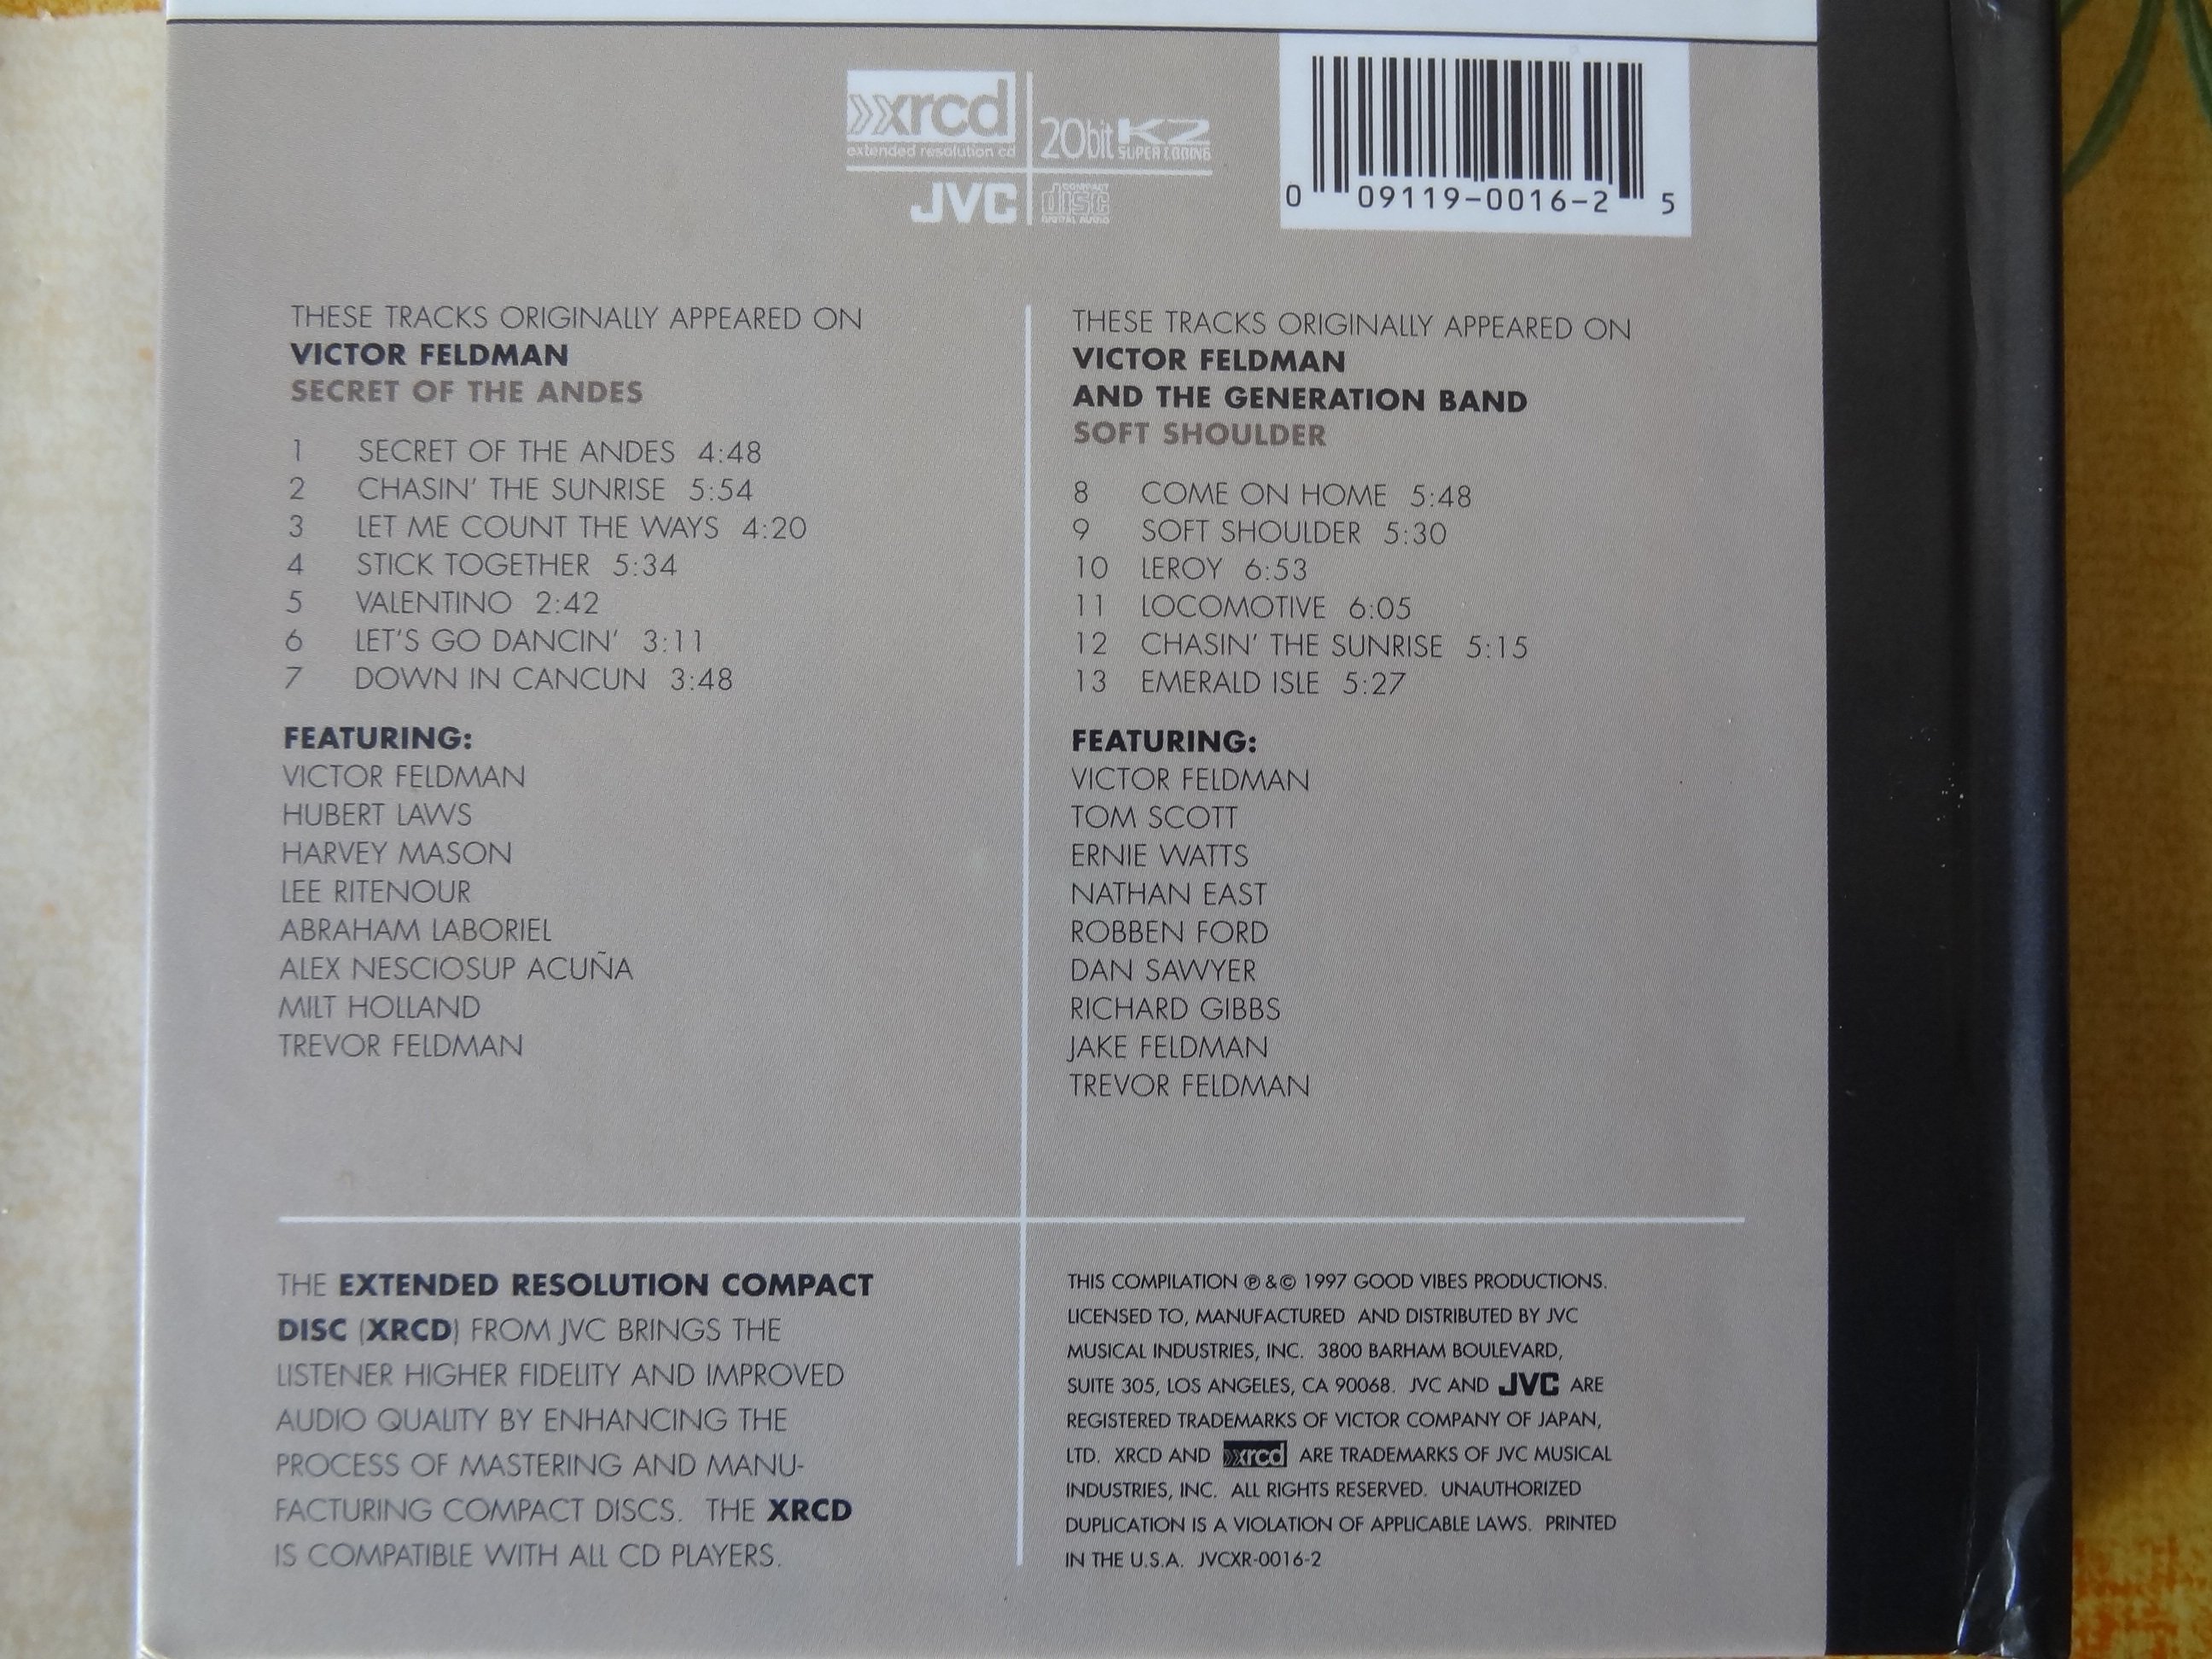 xrcd
extended resolution cd
20bit K2
SUPER CODING
JVC
COMPACT
disc
DIGITAL AUDIO
0 09119-0016-2 5
THESE TRACKS ORIGINALLY APPEARED ON
VICTOR FELDMAN
SECRET OF THE ANDES
1 SECRET OF THE ANDES 4:48
2 CHASIN' THE SUNRISE 5:54
3 LET ME COUNT THE WAYS 4:20
4 STICK TOGETHER 5:34
5 VALENTINO 2:42
6 LET'S GO DANCIN' 3:11
7 DOWN IN CANCUN 3:48
FEATURING:
VICTOR FELDMAN
HUBERT LAWS
HARVEY MASON
LEE RITENOUR
ABRAHAM LABORIEL
ALEX NESCIOSUP ACUÑA
MILT HOLLAND
TREVOR FELDMAN
THESE TRACKS ORIGINALLY APPEARED ON
VICTOR FELDMAN
AND THE GENERATION BAND
SOFT SHOULDER
8 COME ON HOME 5:48
9 SOFT SHOULDER 5:30
10 LEROY 6:53
11 LOCOMOTIVE 6:05
12 CHASIN' THE SUNRISE 5:15
13 EMERALD ISLE 5:27
FEATURING:
VICTOR FELDMAN
TOM SCOTT
ERNIE WATTS
NATHAN EAST
ROBBEN FORD
DAN SAWYER
RICHARD GIBBS
JAKE FELDMAN
TREVOR FELDMAN
THE EXTENDED RESOLUTION COMPACT
DISC (XRCD) FROM JVC BRINGS THE
LISTENER HIGHER FIDELITY AND IMPROVED
AUDIO QUALITY BY ENHANCING THE
PROCESS OF MASTERING AND MANU-
FACTURING COMPACT DISCS. THE XRCD
IS COMPATIBLE WITH ALL CD PLAYERS.
THIS COMPILATION ℗ & © 1997 GOOD VIBES PRODUCTIONS.
LICENSED TO, MANUFACTURED AND DISTRIBUTED BY JVC
MUSICAL INDUSTRIES, INC. 3800 BARHAM BOULEVARD,
SUITE 305, LOS ANGELES, CA 90068. JVC AND JVC ARE
REGISTERED TRADEMARKS OF VICTOR COMPANY OF JAPAN,
LTD. XRCD AND xrcd ARE TRADEMARKS OF JVC MUSICAL
INDUSTRIES, INC. ALL RIGHTS RESERVED. UNAUTHORIZED
DUPLICATION IS A VIOLATION OF APPLICABLE LAWS. PRINTED
IN THE U.S.A. JVCXR-0016-2